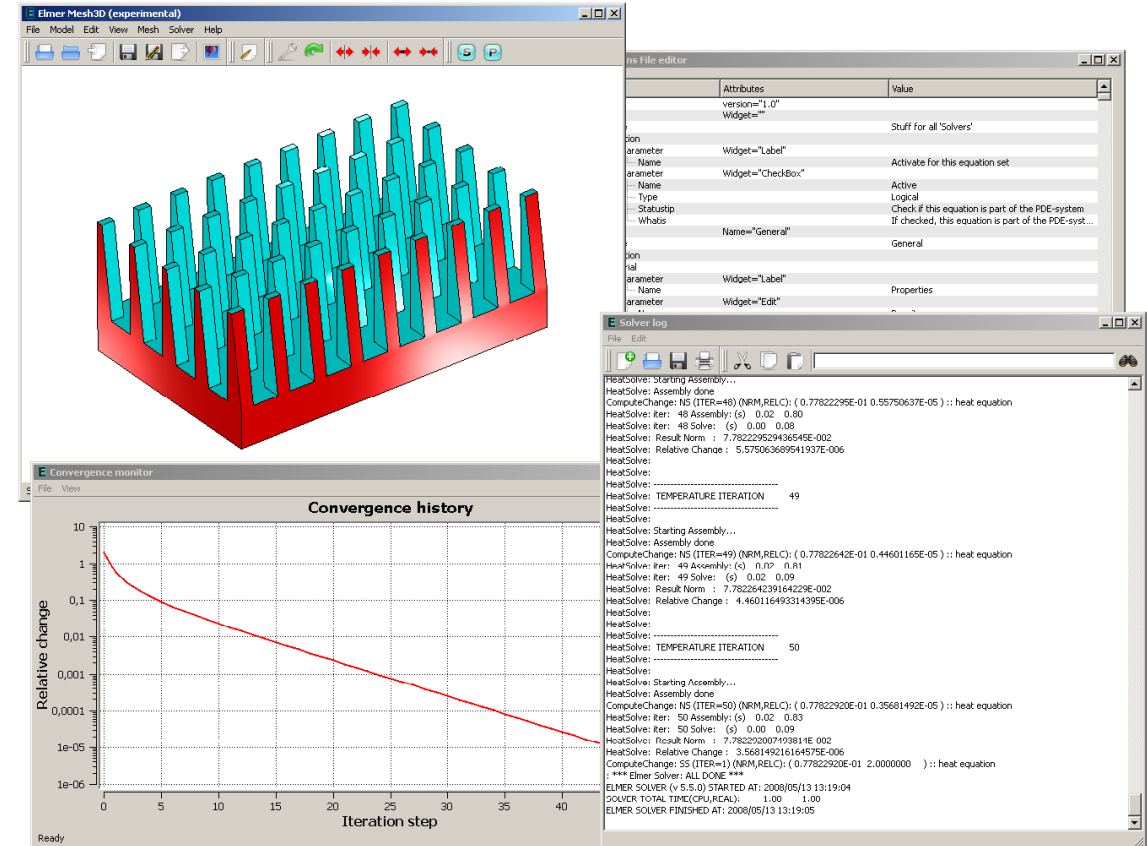 Elmer Mesh3D (experimental)
File Model Edit View Mesh Solver Help
S P
ns File editor
Attributes Value
version="1.0"
Widget=""
Stuff for all 'Solvers'
tion
arameter Widget="Label"
Name Activate for this equation set
arameter Widget="CheckBox"
Name Active
Type Logical
Statustip Check if this equation is part of the PDE-system
Whatis If checked, this equation is part of the PDE-syst...
Name="General"
General
tion
rial
arameter Widget="Label"
Name Properties
arameter Widget="Edit"
Solver log
File Edit
HeatSolve: Starting Assembly...
HeatSolve: Assembly done
ComputeChange: NS (ITER=48) (NRM,RELC): ( 0.77822295E-01 0.55750637E-05 ) :: heat equation
HeatSolve: iter: 48 Assembly: (s) 0.02 0.80
HeatSolve: iter: 48 Solve: (s) 0.00 0.08
HeatSolve: Result Norm : 7.782229529436545E-002
HeatSolve: Relative Change : 5.575063689541937E-006
HeatSolve:
HeatSolve:
HeatSolve: -------------------------------------
HeatSolve: TEMPERATURE ITERATION 49
HeatSolve: -------------------------------------
HeatSolve:
HeatSolve: Starting Assembly...
HeatSolve: Assembly done
ComputeChange: NS (ITER=49) (NRM,RELC): ( 0.77822642E-01 0.44601165E-05 ) :: heat equation
HeatSolve: iter: 49 Assembly: (s) 0.02 0.81
HeatSolve: iter: 49 Solve: (s) 0.02 0.09
HeatSolve: Result Norm : 7.782264239164229E-002
HeatSolve: Relative Change : 4.460116493314395E-006
HeatSolve:
HeatSolve:
HeatSolve: -------------------------------------
HeatSolve: TEMPERATURE ITERATION 50
HeatSolve: -------------------------------------
HeatSolve:
HeatSolve: Starting Assembly...
HeatSolve: Assembly done
ComputeChange: NS (ITER=50) (NRM,RELC): ( 0.77822920E-01 0.35681492E-05 ) :: heat equation
HeatSolve: iter: 50 Assembly: (s) 0.02 0.83
HeatSolve: iter: 50 Solve: (s) 0.00 0.09
HeatSolve: Result Norm : 7.782292007493814E-002
HeatSolve: Relative Change : 3.568149216164575E-006
ComputeChange: SS (ITER=1) (NRM,RELC): ( 0.77822920E-01 2.0000000 ) :: heat equation
: *** Elmer Solver: ALL DONE ***
ELMER SOLVER (v 5.5.0) STARTED AT: 2008/05/13 13:19:04
SOLVER TOTAL TIME(CPU,REAL): 1.00 1.00
ELMER SOLVER FINISHED AT: 2008/05/13 13:19:05
Convergence monitor
File View
Convergence history
Relative change
10
1
0,1
0,01
0,001
0,0001
1e-05
1e-06
0 5 10 15 20 25 30 35 40
Iteration step
Ready